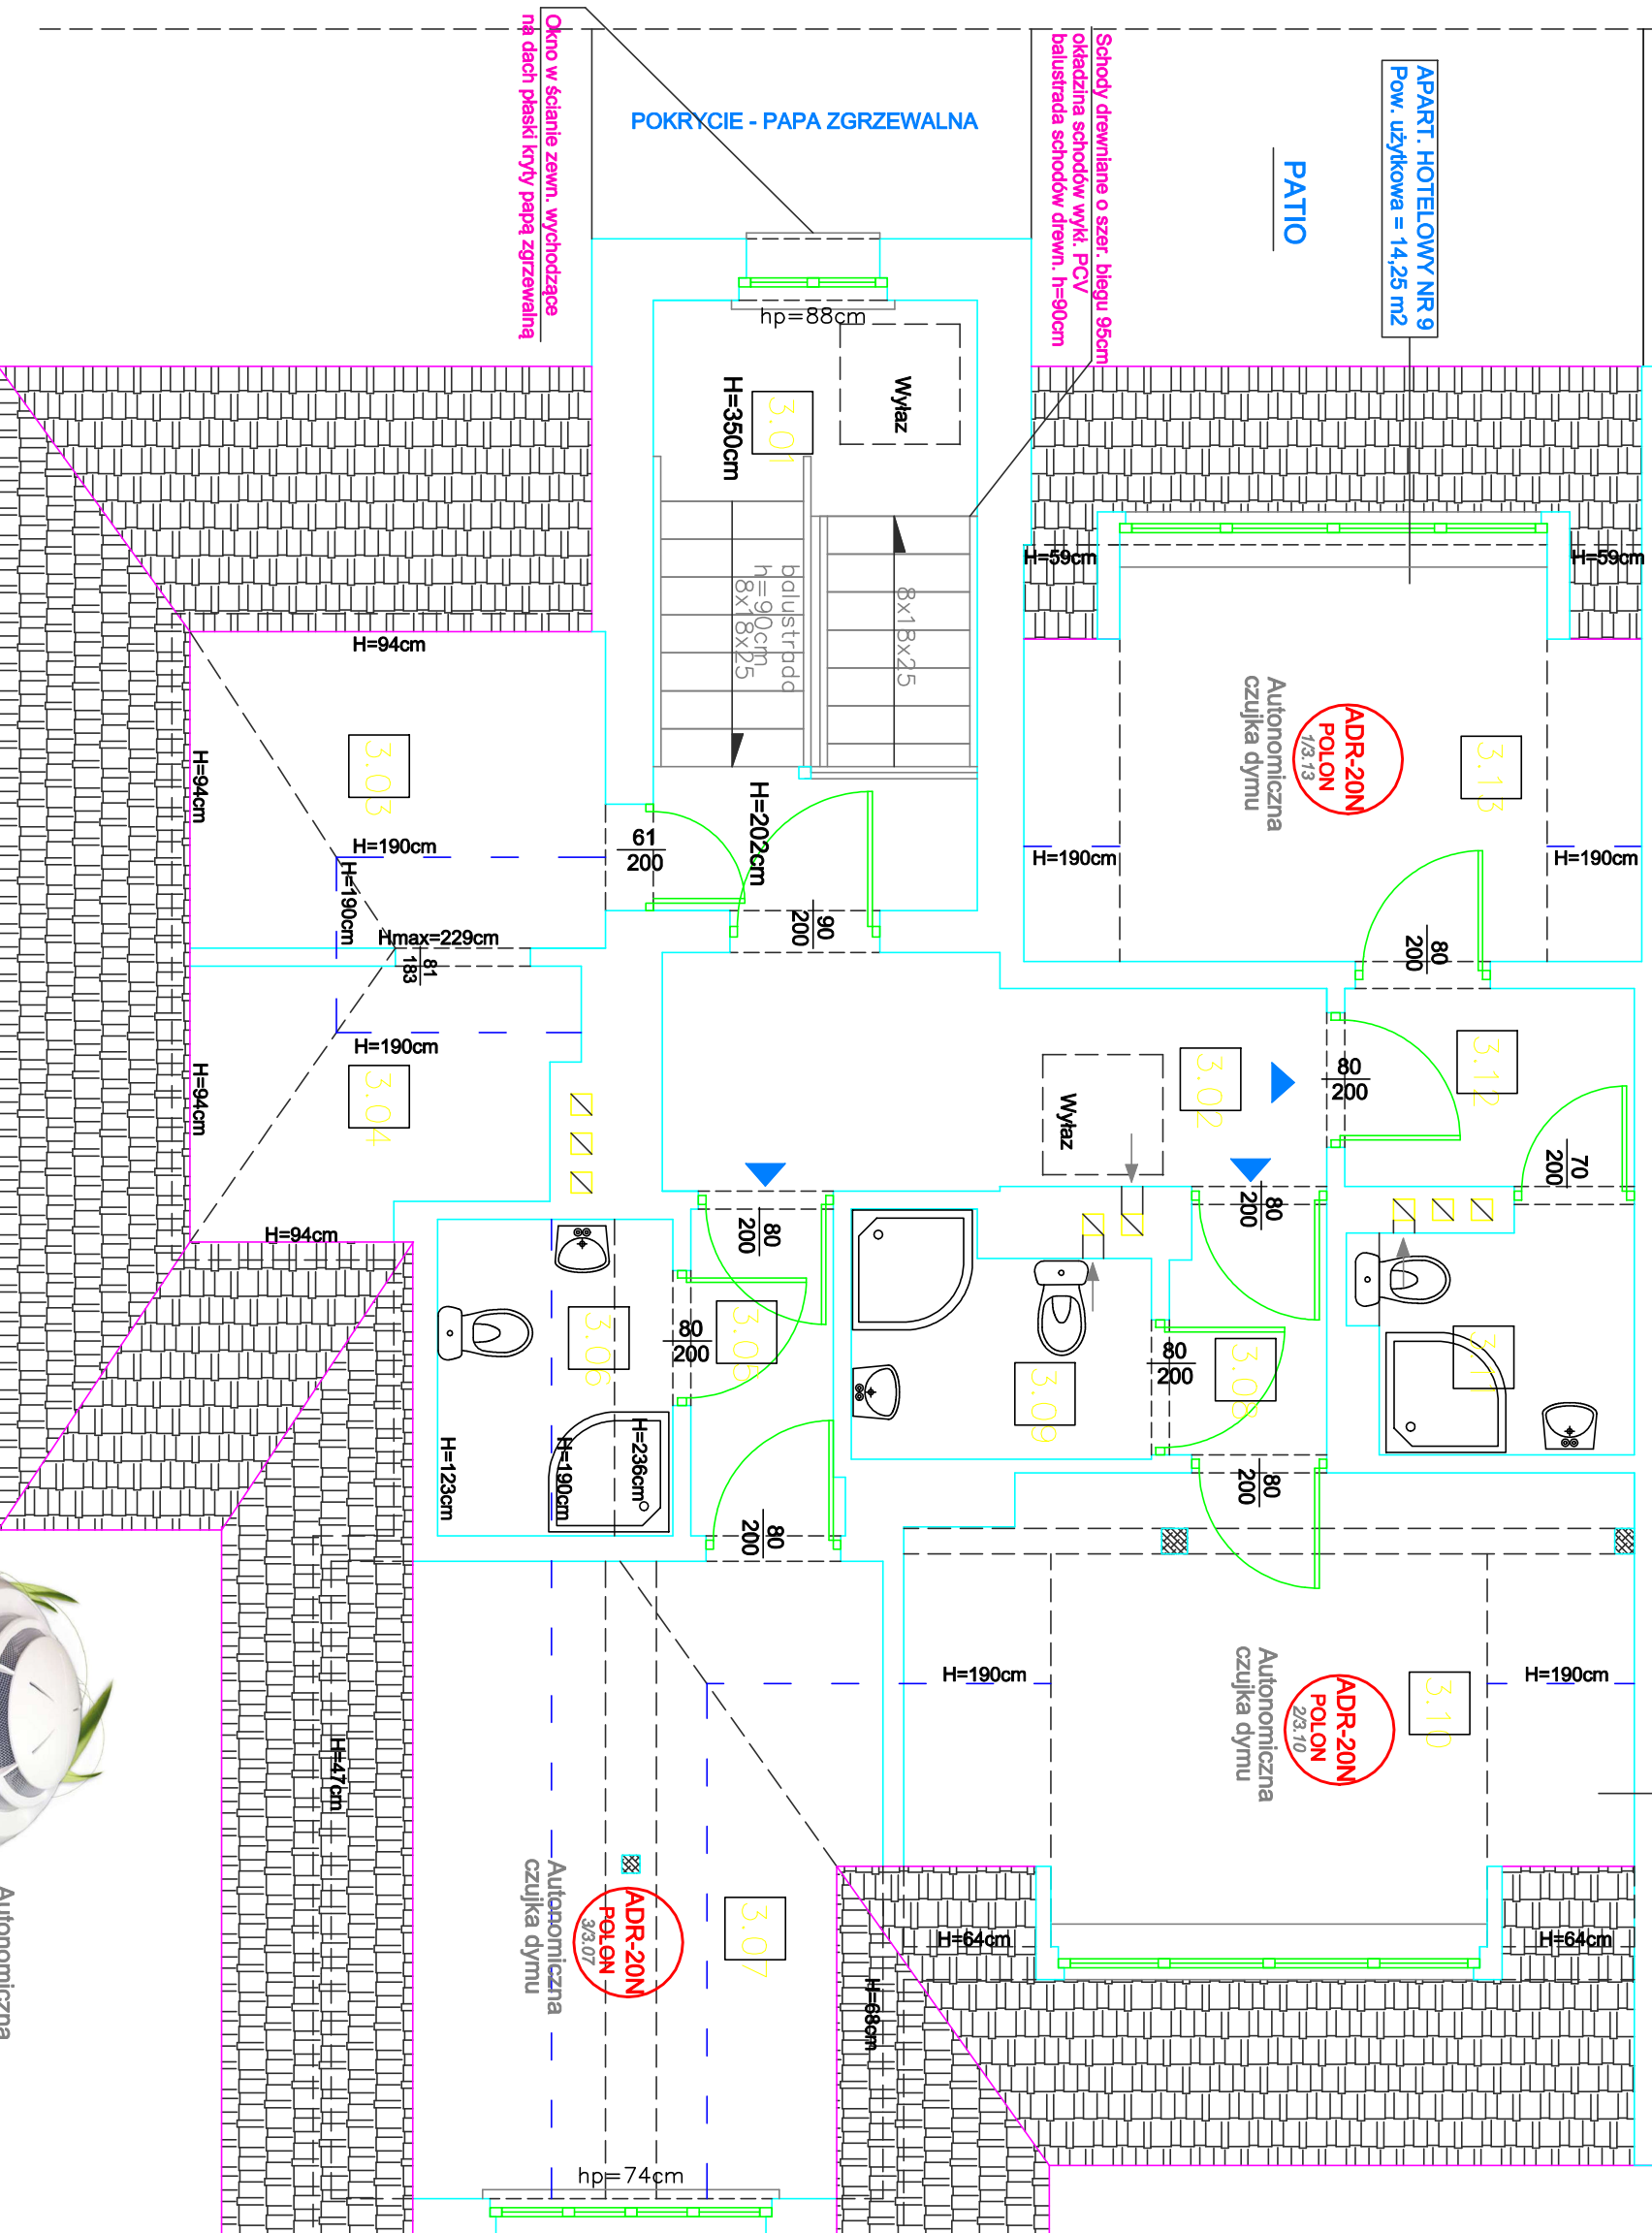 APART. HOTELOWY NR 9
Pow. użytkowa = 14,25 m2
PATIO
Schody drewniane o szer. biegu 95cm
okładzina schodów wykł. PCV
balustrada schodów drewn. h=90cm
POKRYCIE - PAPA ZGRZEWALNA
Okno w ścianie zewn. wychodzące
na dach płaski kryty papą zgrzewalną
hp=88cm
Wyłaz
3.01
H=350cm
8x18x25
balustrada
h=90cm
8x18x25
H=202cm
H=59cm
H=59cm
3.13
ADR-20N
POLON
1/3.13
Autonomiczna
czujka dymu
H=190cm
H=190cm
80
200
H=94cm
3.03
H=94cm
H=190cm
H=190cm
61
200
90
200
Hmax=229cm
81
183
H=190cm
3.04
H=94cm
H=94cm
3.02
Wyłaz
80
200
3.12
70
200
80
200
80
200
3.05
3.06
80
200
H=236cm
H=190cm
H=123cm
80
200
3.09
80
200
3.08
80
200
3.11
3.10
ADR-20N
POLON
2/3.10
Autonomiczna
czujka dymu
H=190cm
H=190cm
H=64cm
H=64cm
H=47cm
3.07
ADR-20N
POLON
3/3.07
Autonomiczna
czujka dymu
H=68cm
hp=74cm
Autonomiczna